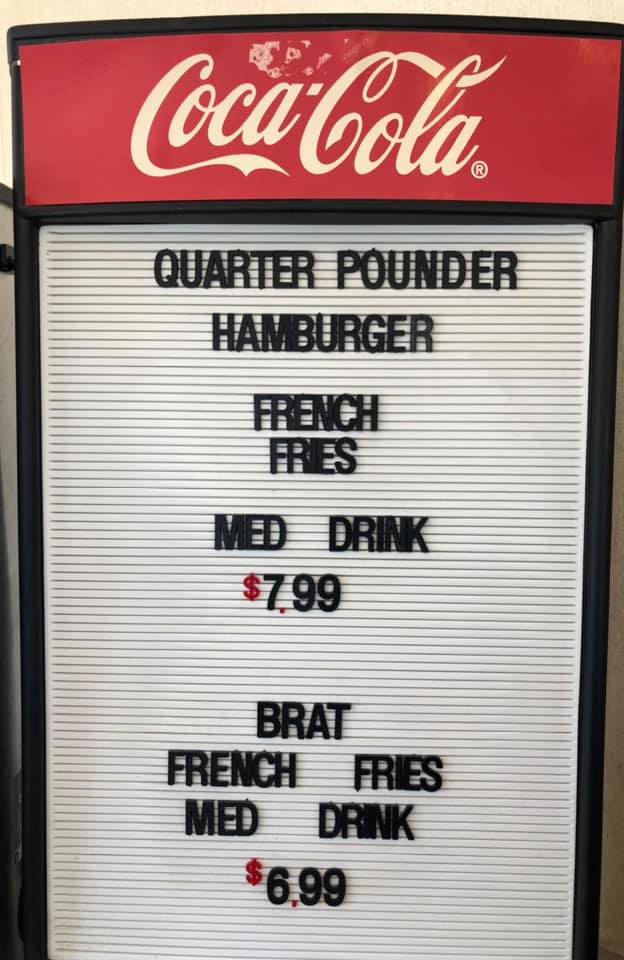 Coca-Cola®
QUARTER POUNDER
HAMBURGER
FRENCH
FRIES
MED DRINK
$7.99
BRAT
FRENCH FRIES
MED DRINK
$6.99